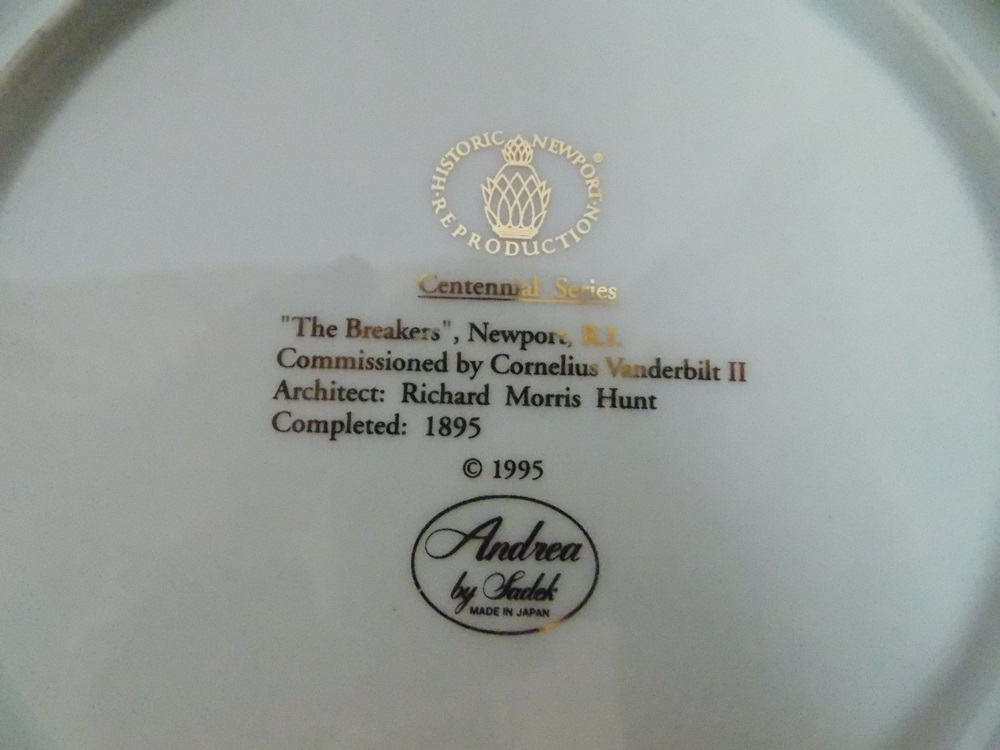 ·HISTORIC NEWPORT®·
REPRODUCTION
Centennial Series
"The Breakers", Newport, R.I.
Commissioned by Cornelius Vanderbilt II
Architect: Richard Morris Hunt
Completed: 1895
© 1995
Andrea
by Sadek
MADE IN JAPAN